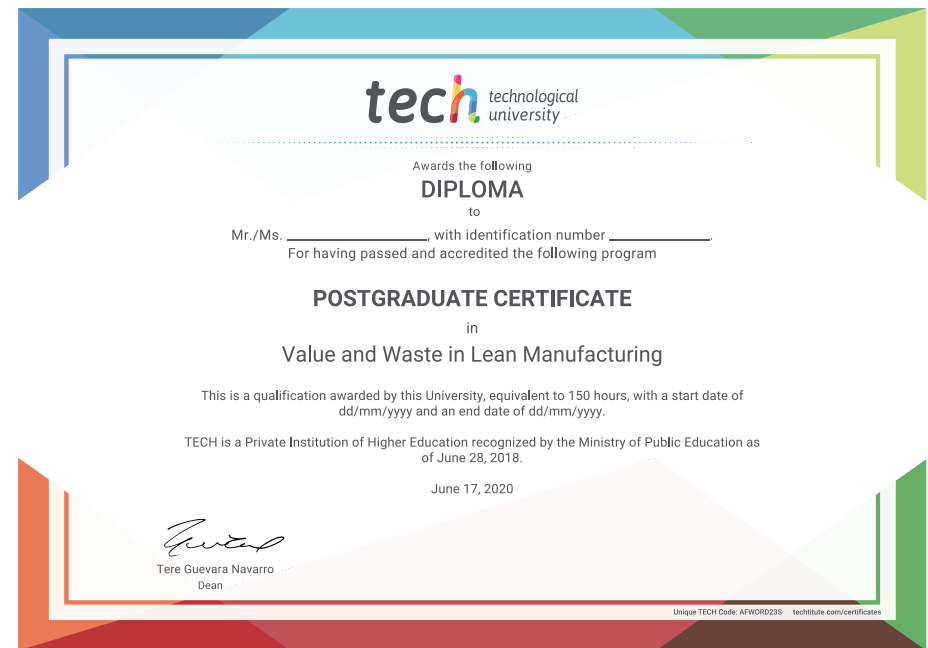 tech technological
university
Awards the following
DIPLOMA
to
Mr./Ms. ____________________, with identification number ______________.
For having passed and accredited the following program
POSTGRADUATE CERTIFICATE
in
Value and Waste in Lean Manufacturing
This is a qualification awarded by this University, equivalent to 150 hours, with a start date of
dd/mm/yyyy and an end date of dd/mm/yyyy.
TECH is a Private Institution of Higher Education recognized by the Ministry of Public Education as
of June 28, 2018.
June 17, 2020
Tere Guevara Navarro
Dean
Unique TECH Code: AFWORD23S techtitute.com/certificates